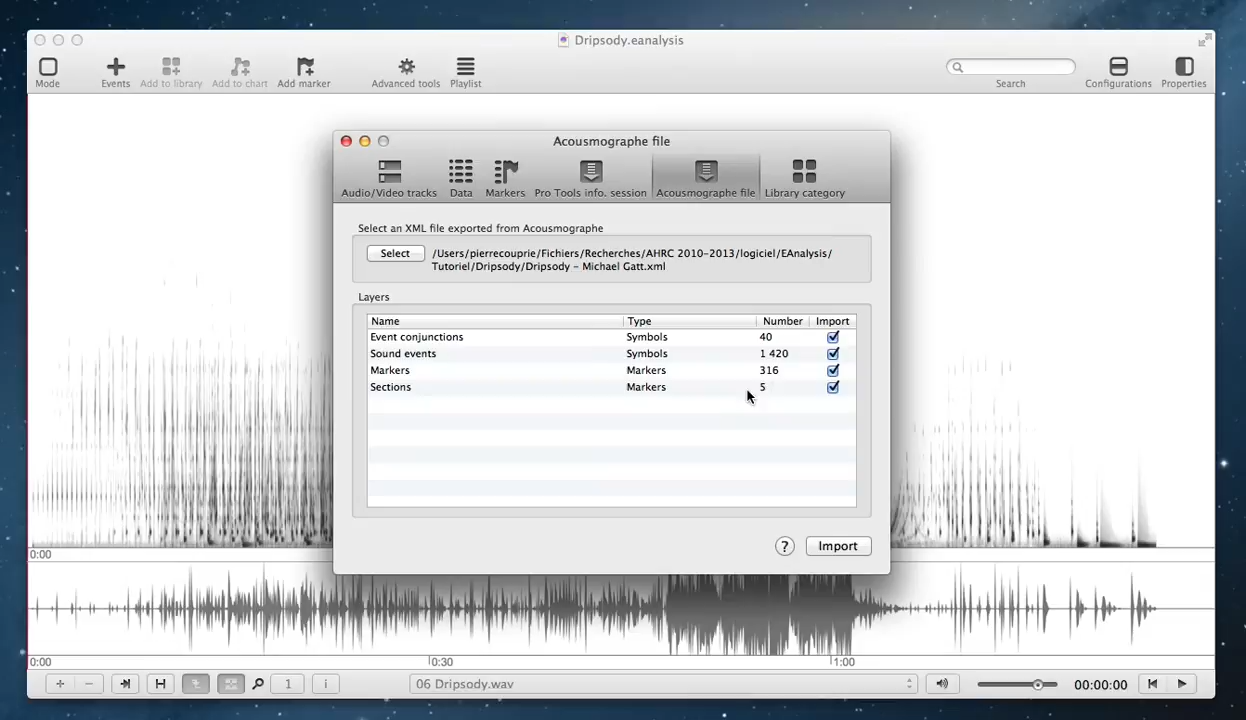 Dripsody.eanalysis
Mode
Events
Add to library
Add to chart
Add marker
Advanced tools
Playlist
Search
Configurations
Properties
Acousmographe file
Audio/Video tracks
Data
Markers
Pro Tools info. session
Acousmographe file
Library category
Select an XML file exported from Acousmographe
Select
/Users/pierrecouprie/Fichiers/Recherches/AHRC 2010-2013/logiciel/EAnalysis/
Tutoriel/Dripsody/Dripsody - Michael Gatt.xml
Layers
Name Type Number Import
Event conjunctions Symbols 40
Sound events Symbols 1 420
Markers Markers 316
Sections Markers 5
? Import
0:00
0:00 0:30 1:00
+ - H 1 i 06 Dripsody.wav 00:00:00